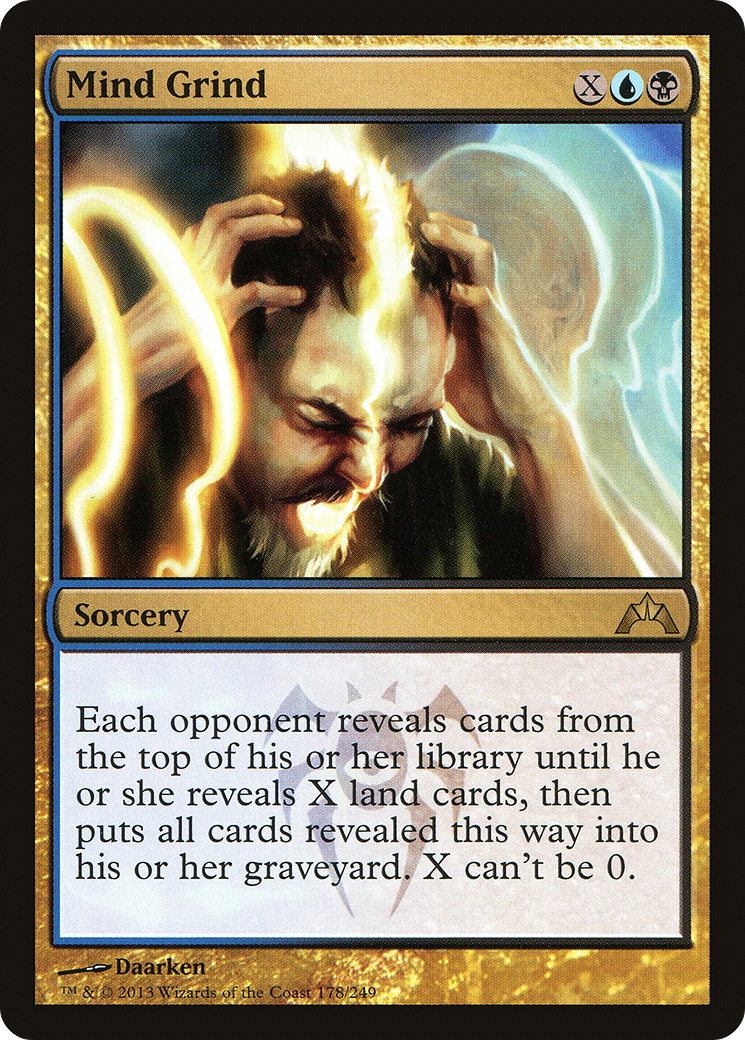 Mind Grind
X
Sorcery
Each opponent reveals cards from
the top of his or her library until he
or she reveals X land cards, then
puts all cards revealed this way into
his or her graveyard. X can't be 0.
Daarken
™ & © 2013 Wizards of the Coast 178/249